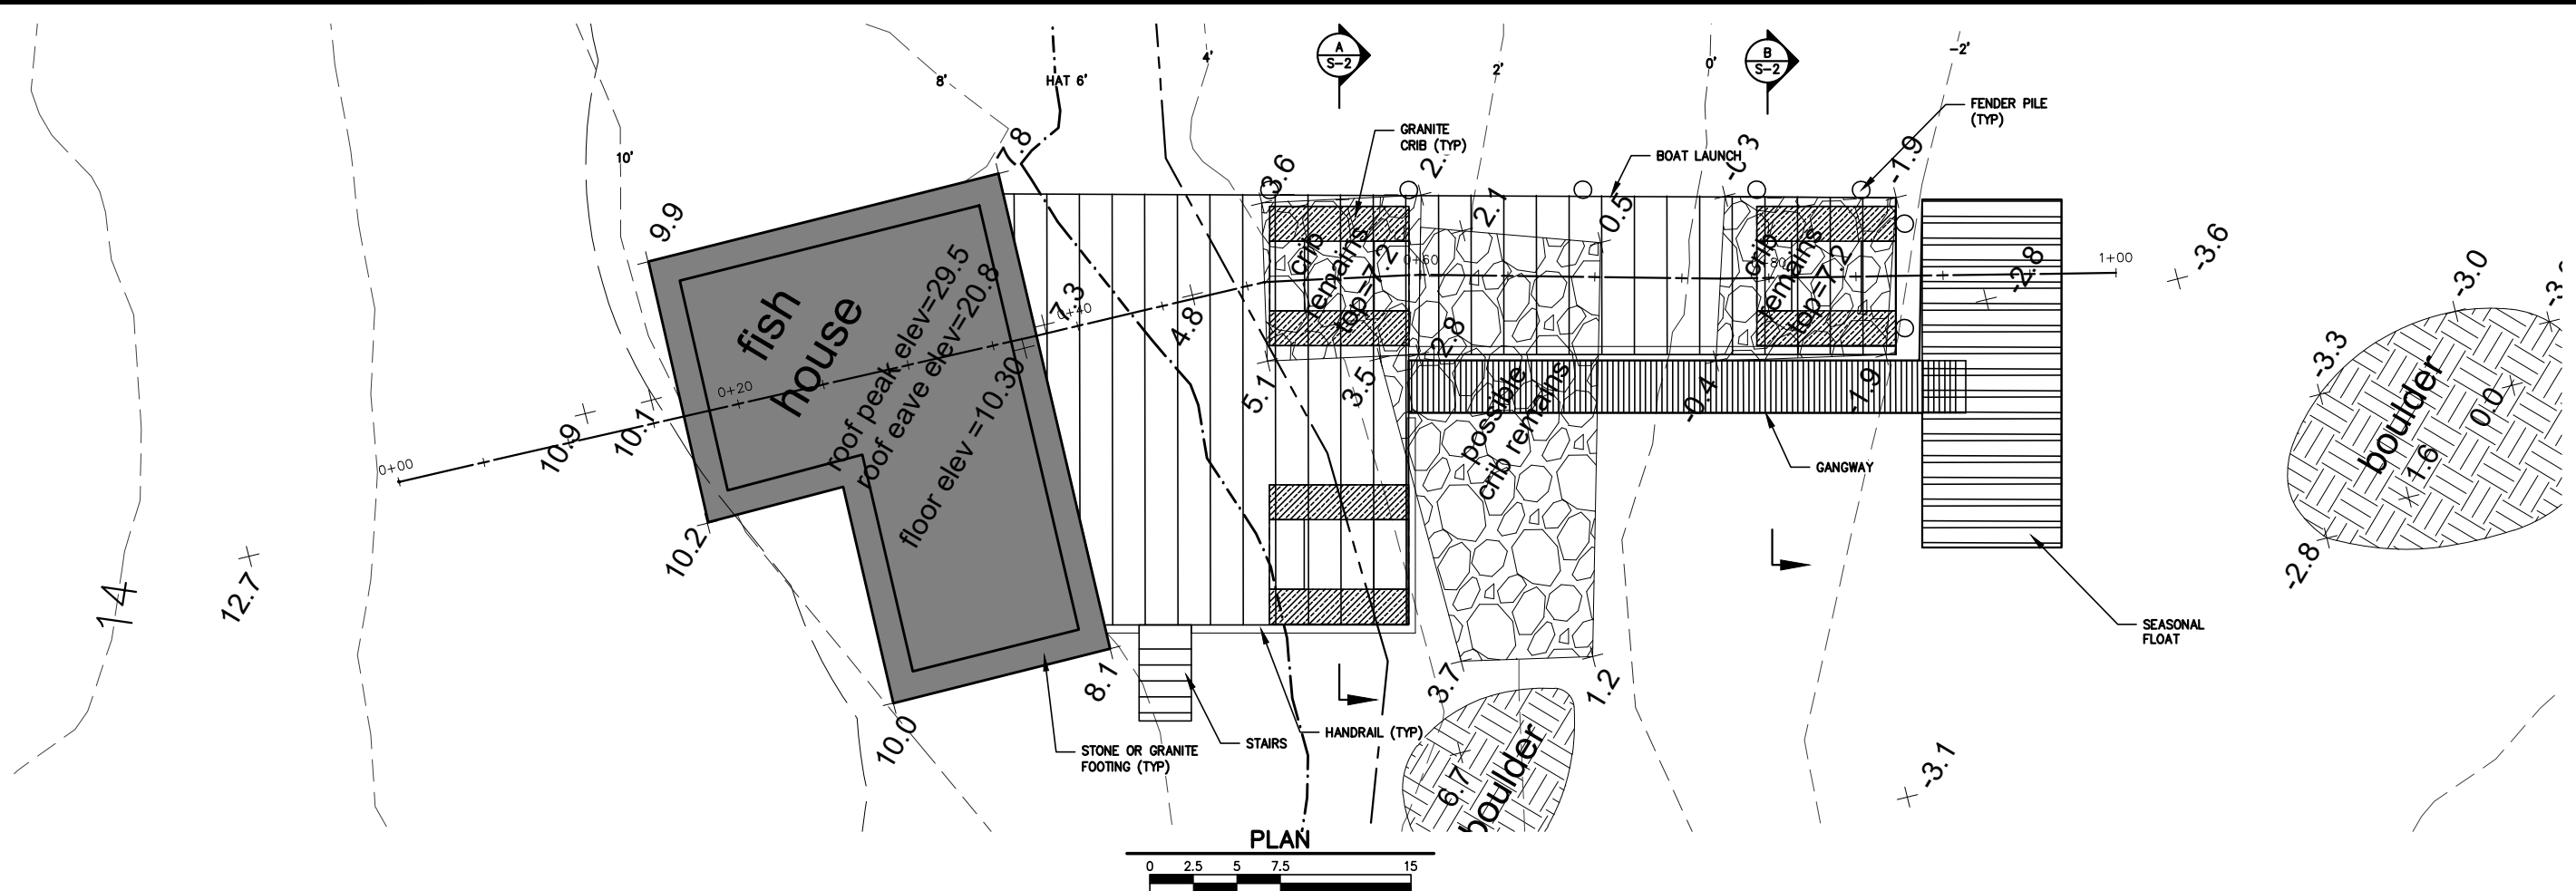 A
S-2
B
S-2
-2'
4'
2'
0'
8'
HAT 6'
10'
FENDER PILE
(TYP)
GRANITE
CRIB (TYP)
BOAT LAUNCH
7.8
3.6
2.1
0.5
-1.9
9.9
-3.6
-3.0
-2.8
1+00
fish
house
roof peak elev=29.5
roof eave elev=20.8
floor elev =10.30
crib
remains
top=7.2
0+60
crib
remains
top=7.2
0+80
7.3
0+40
4.8
2.8
0+20
5.1
3.5
possible
crib remains
-0.4
-1.9
-3.3
boulder
0.0
1.6
10.9
10.1
0+00
GANGWAY
10.2
12.7
14
-2.8
SEASONAL
FLOAT
8.1
3.7
1.2
10.0
STONE OR GRANITE
FOOTING (TYP)
STAIRS
HANDRAIL (TYP)
6.7
boulder
-3.1
PLAN
0 2.5 5 7.5 15